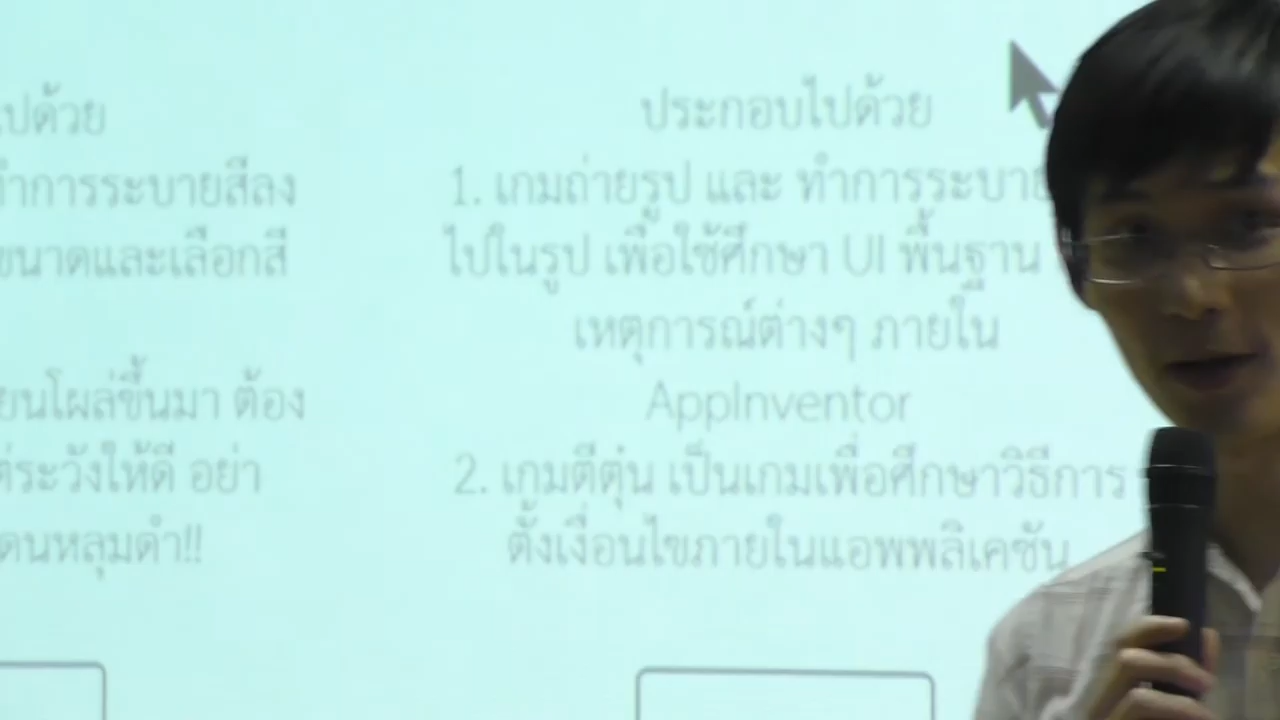 ไปด้วย
ทำการระบายสีลง
ขนาดและเลือกสี
ยนโผล่ขึ้นมา ต้อง
ต่ระวังให้ดี อย่า
ดนหลุมดำ!!
ประกอบไปด้วย
1. เกมถ่ายรูป และ ทำการระบาย
ไปในรูป เพื่อใช้ศึกษา UI พื้นฐาน
เหตุการณ์ต่างๆ ภายใน
AppInventor
2. เกมตีตุ่น เป็นเกมเพื่อศึกษาวิธีการ
ตั้งเงื่อนไขภายในแอพพลิเคชัน